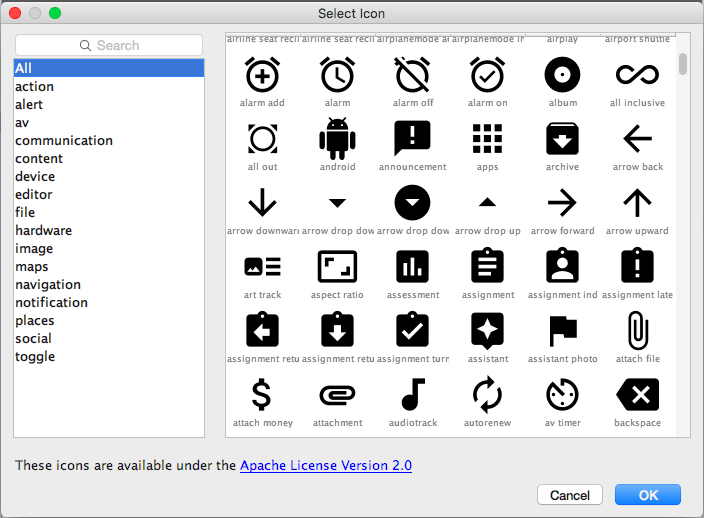 Select Icon
Search
All
action
alert
av
communication
content
device
editor
file
hardware
image
maps
navigation
notification
places
social
toggle
airline seat recli airline seat recli airplanemode a airplanemode i airplay airport shuttle
alarm add alarm alarm off alarm on album all inclusive
all out android announcement apps archive arrow back
arrow downwar arrow drop dow arrow drop dow arrow drop up arrow forward arrow upward
art track aspect ratio assessment assignment assignment ind assignment late
assignment retu assignment retu assignment turn assistant assistant photo attach file
attach money attachment audiotrack autorenew av timer backspace
These icons are available under the Apache License Version 2.0
Cancel OK